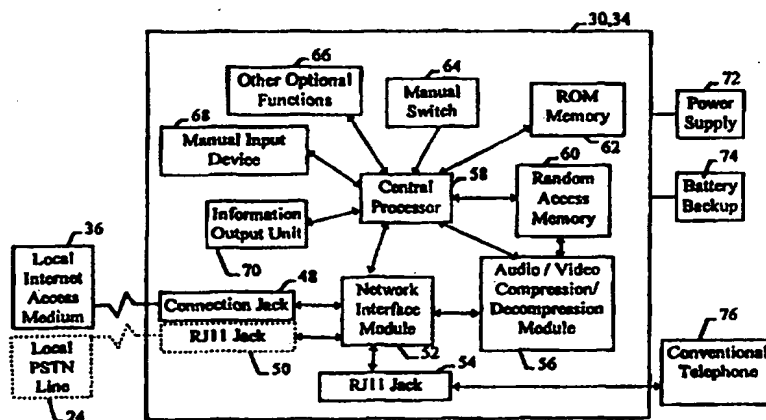 30,34
66
Other Optional
Functions
64
Manual
Switch
ROM
Memory
62
72
Power
Supply
68
Manual Input
Device
60
Random
Access
Memory
74
Battery
Backup
58
Central
Processor
Information
Output Unit
70
36
Local
Internet
Access
Medium
48
Connection Jack
RJ11 Jack
50
Network
Interface
Module
52
Audio / Video
Compression/
Decompression
Module
56
76
Conventional
Telephone
Local
PSTN
Line
24
54
RJ11 Jack